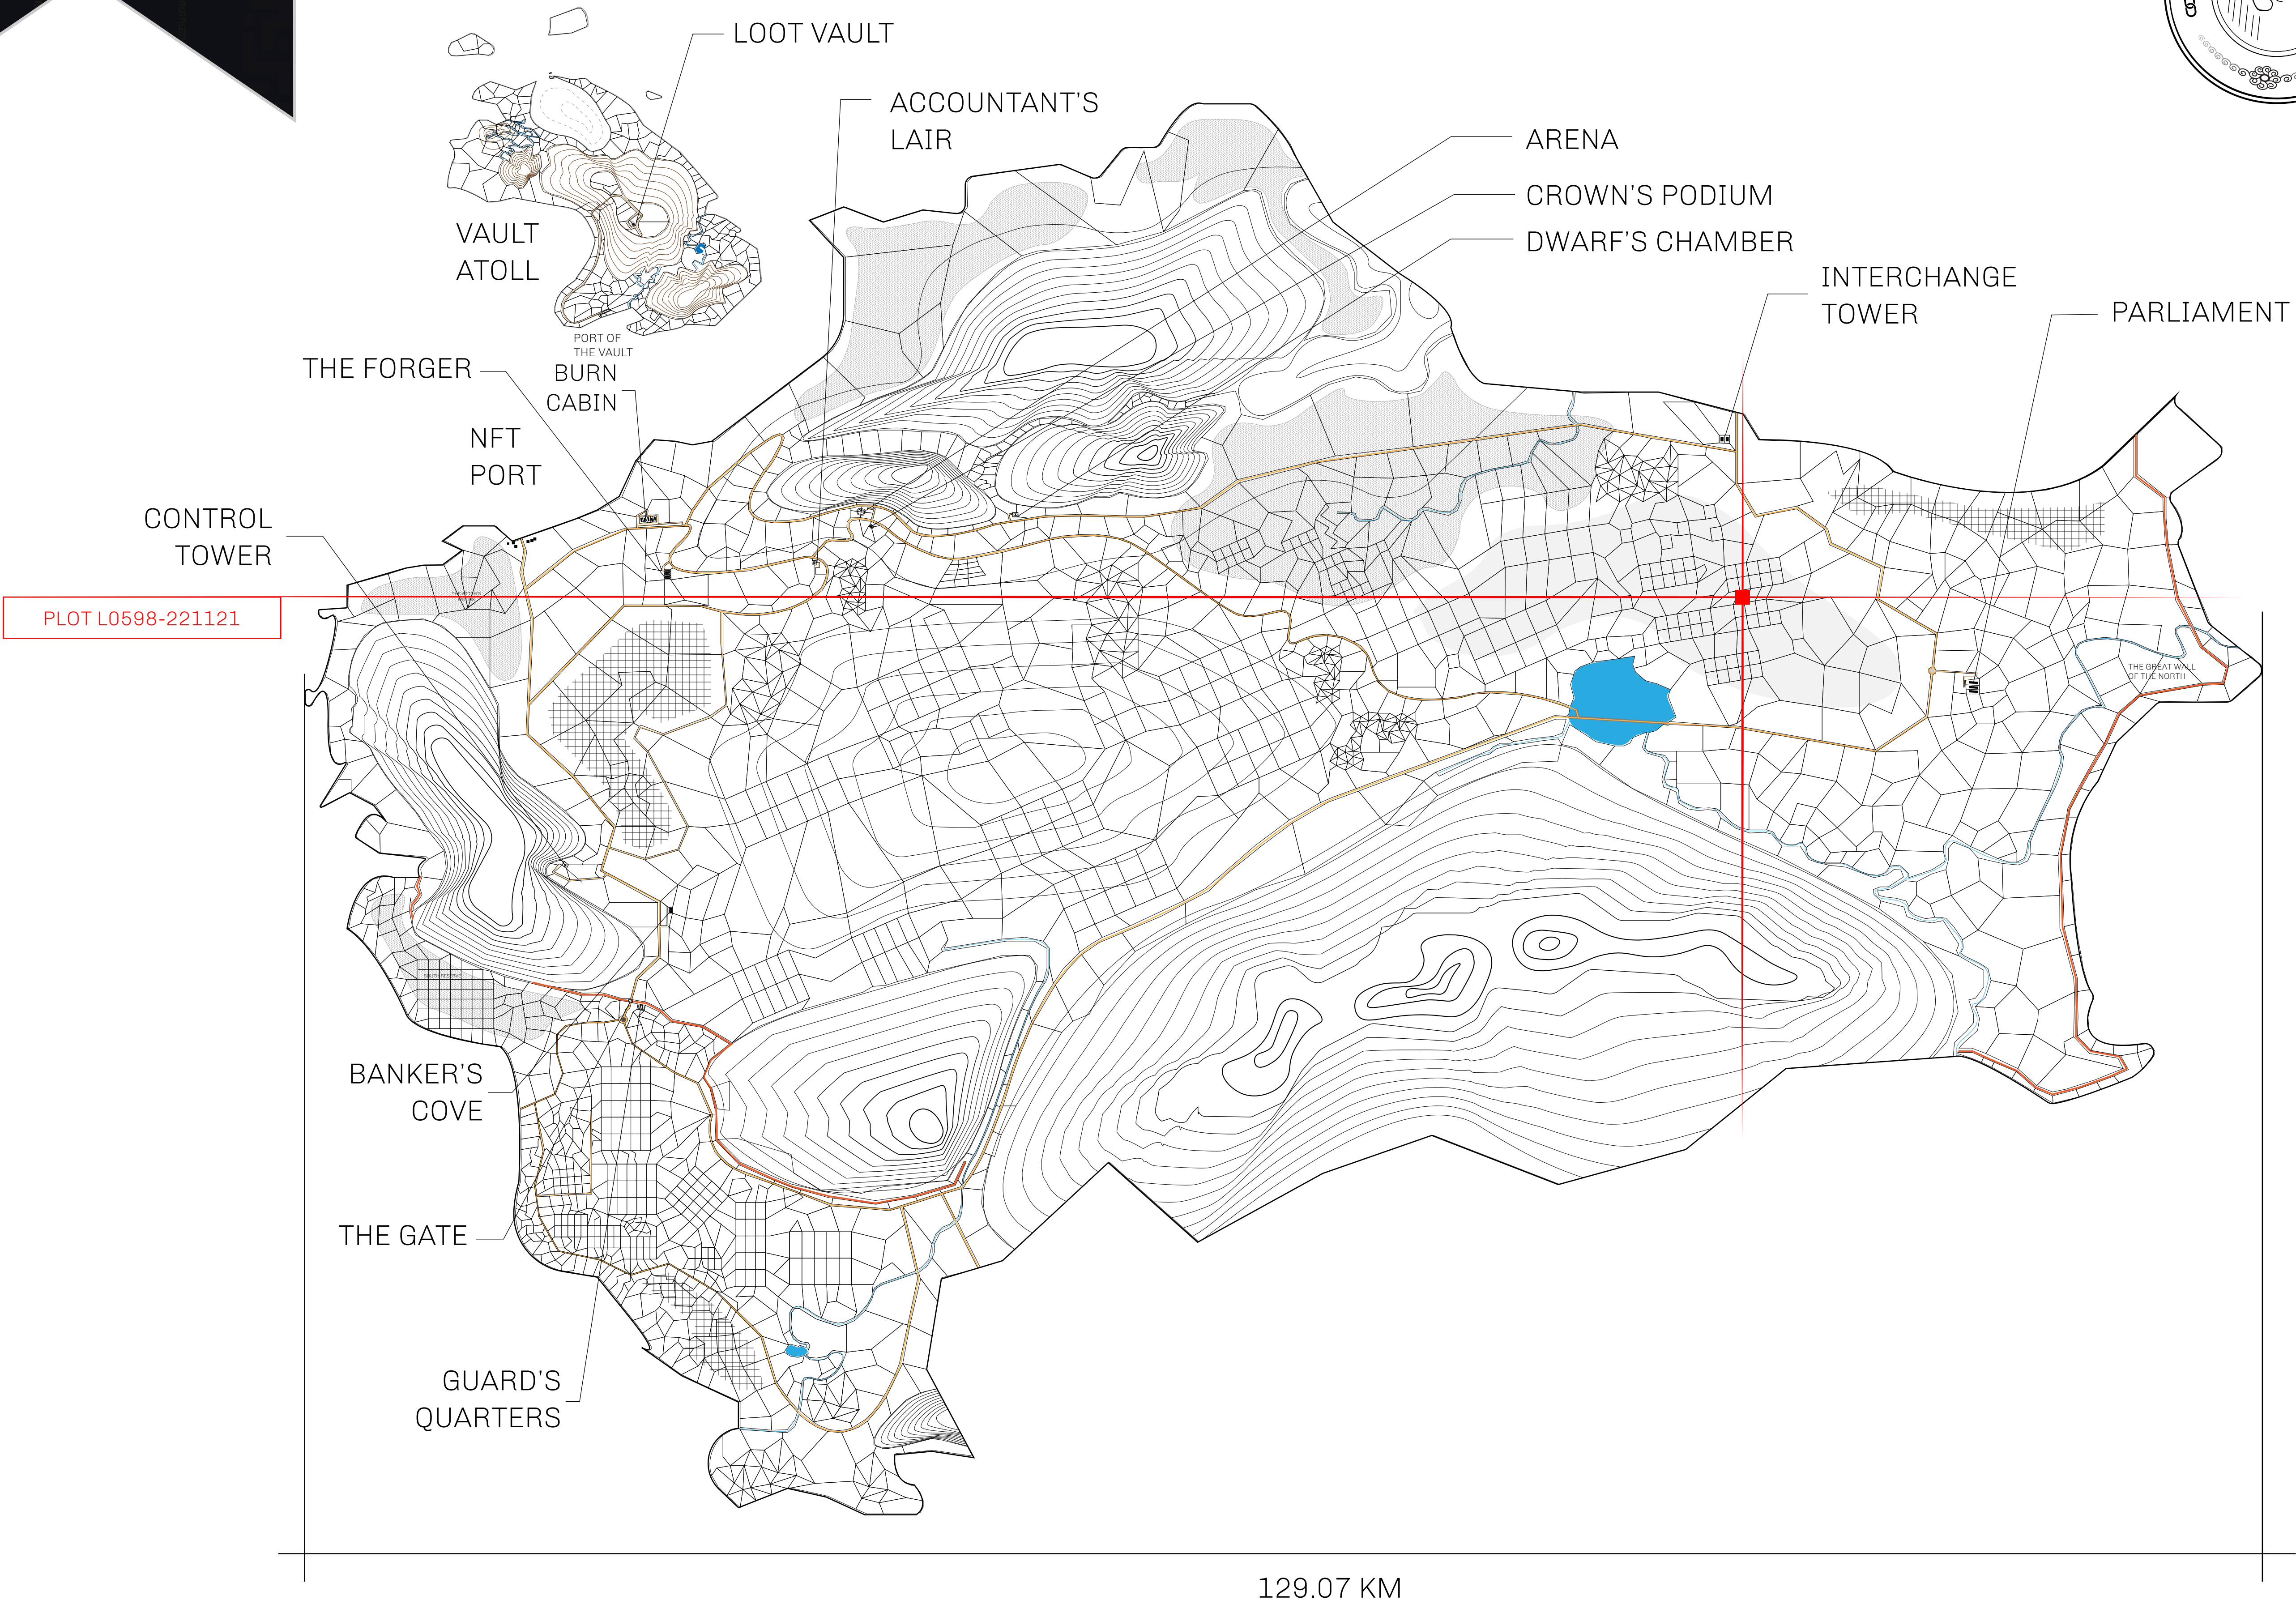 LOOT VAULT
ACCOUNTANT'S
LAIR
ARENA
CROWN'S PODIUM
DWARF'S CHAMBER
VAULT
ATOLL
INTERCHANGE
TOWER
PARLIAMENT
PORT OF
THE VAULT
THE FORGER
BURN
CABIN
NFT
PORT
CONTROL
TOWER
PLOT L0598-221121
THE GREAT WALL
OF THE NORTH
SOUTH RESERVE
BANKER'S
COVE
THE GATE
GUARD'S
QUARTERS
129.07 KM